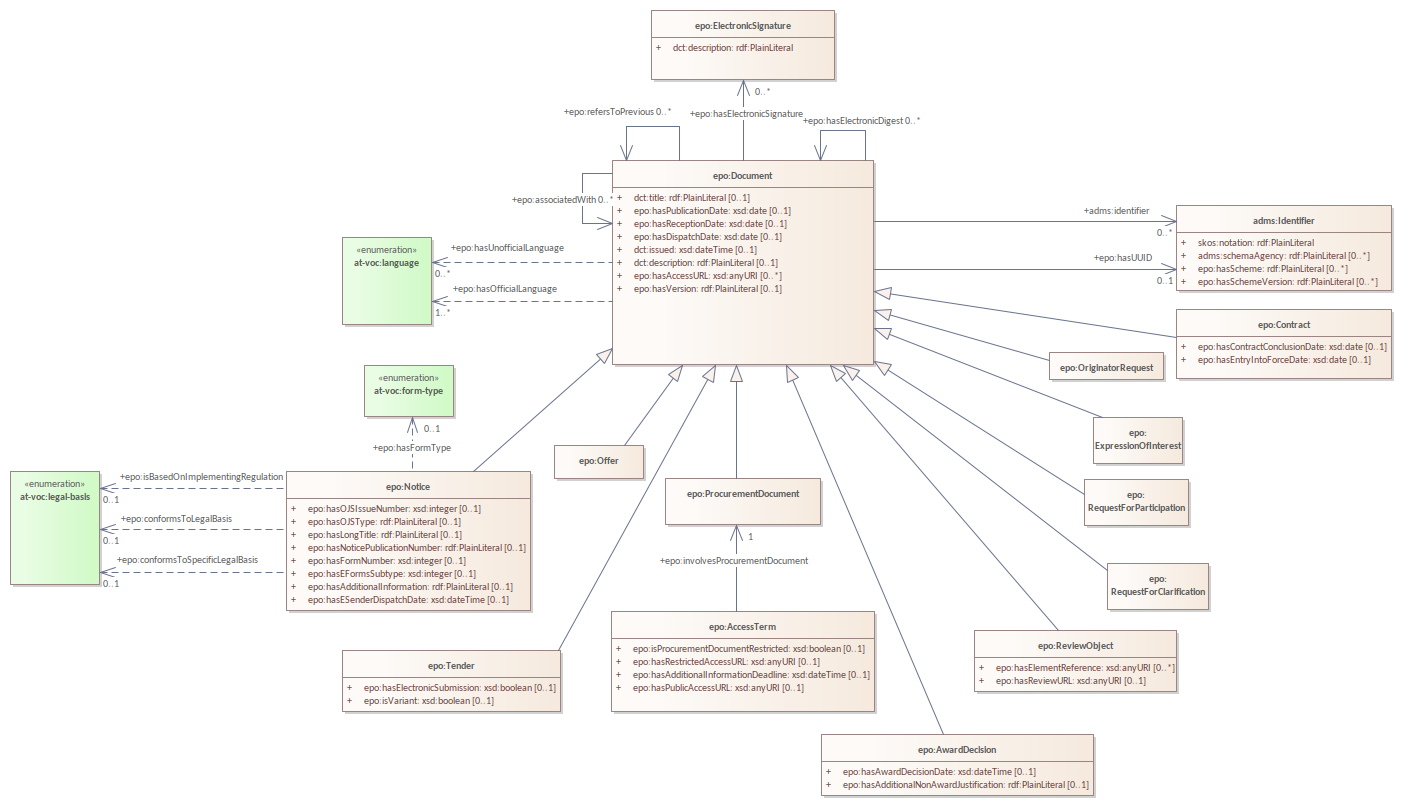 epo:ElectronicSignature
+ dct:description: rdf:PlainLiteral
0..*
+epo:refersToPrevious 0..*
+epo:hasElectronicSignature
+epo:hasElectronicDigest 0..*
epo:Document
+ dct:title: rdf:PlainLiteral [0..1]
+ epo:hasPublicationDate: xsd:date [0..1]
+ epo:hasReceptionDate: xsd:date [0..1]
+ epo:hasDispatchDate: xsd:date [0..1]
+ dct:issued: xsd:dateTime [0..1]
+ dct:description: rdf:PlainLiteral [0..1]
+ epo:hasAccessURL: xsd:anyURI [0..*]
+ epo:hasVersion: rdf:PlainLiteral [0..1]
+epo:associatedWith 0..*
+adms:identifier
0..*
+epo:hasUUID
0..1
adms:Identifier
+ skos:notation: rdf:PlainLiteral
+ adms:schemaAgency: rdf:PlainLiteral [0..*]
+ epo:hasScheme: rdf:PlainLiteral [0..*]
+ epo:hasSchemeVersion: rdf:PlainLiteral [0..*]
«enumeration»
at-voc:language
+epo:hasUnofficialLanguage
0..*
+epo:hasOfficialLanguage
1..*
epo:Contract
+ epo:hasContractConclusionDate: xsd:date [0..1]
+ epo:hasEntryIntoForceDate: xsd:date [0..1]
epo:OriginatorRequest
«enumeration»
at-voc:form-type
0..1
+epo:hasFormType
epo:
ExpressionOfInterest
epo:Offer
«enumeration»
at-voc:legal-basis
+epo:isBasedOnImplementingRegulation
0..1
+epo:conformsToLegalBasis
0..1
+epo:conformsToSpecificLegalBasis
0..1
epo:Notice
+ epo:hasOJSIssueNumber: xsd:integer [0..1]
+ epo:hasOJSType: rdf:PlainLiteral [0..1]
+ epo:hasLongTitle: rdf:PlainLiteral [0..1]
+ epo:hasNoticePublicationNumber: rdf:PlainLiteral [0..1]
+ epo:hasFormNumber: xsd:integer [0..1]
+ epo:hasEFormsSubtype: xsd:integer [0..1]
+ epo:hasAdditionalInformation: rdf:PlainLiteral [0..1]
+ epo:hasESenderDispatchDate: xsd:dateTime [0..1]
epo:ProcurementDocument
1
+epo:involvesProcurementDocument
epo:
RequestForParticipation
epo:
RequestForClarification
epo:AccessTerm
+ epo:isProcurementDocumentRestricted: xsd:boolean [0..1]
+ epo:hasRestrictedAccessURL: xsd:anyURI [0..1]
+ epo:hasAdditionalInformationDeadline: xsd:dateTime [0..1]
+ epo:hasPublicAccessURL: xsd:anyURI [0..1]
epo:ReviewObject
+ epo:hasElementReference: xsd:anyURI [0..*]
+ epo:hasReviewURL: xsd:anyURI [0..1]
epo:Tender
+ epo:hasElectronicSubmission: xsd:boolean [0..1]
+ epo:isVariant: xsd:boolean [0..1]
epo:AwardDecision
+ epo:hasAwardDecisionDate: xsd:dateTime [0..1]
+ epo:hasAdditionalNonAwardJustification: rdf:PlainLiteral [0..1]